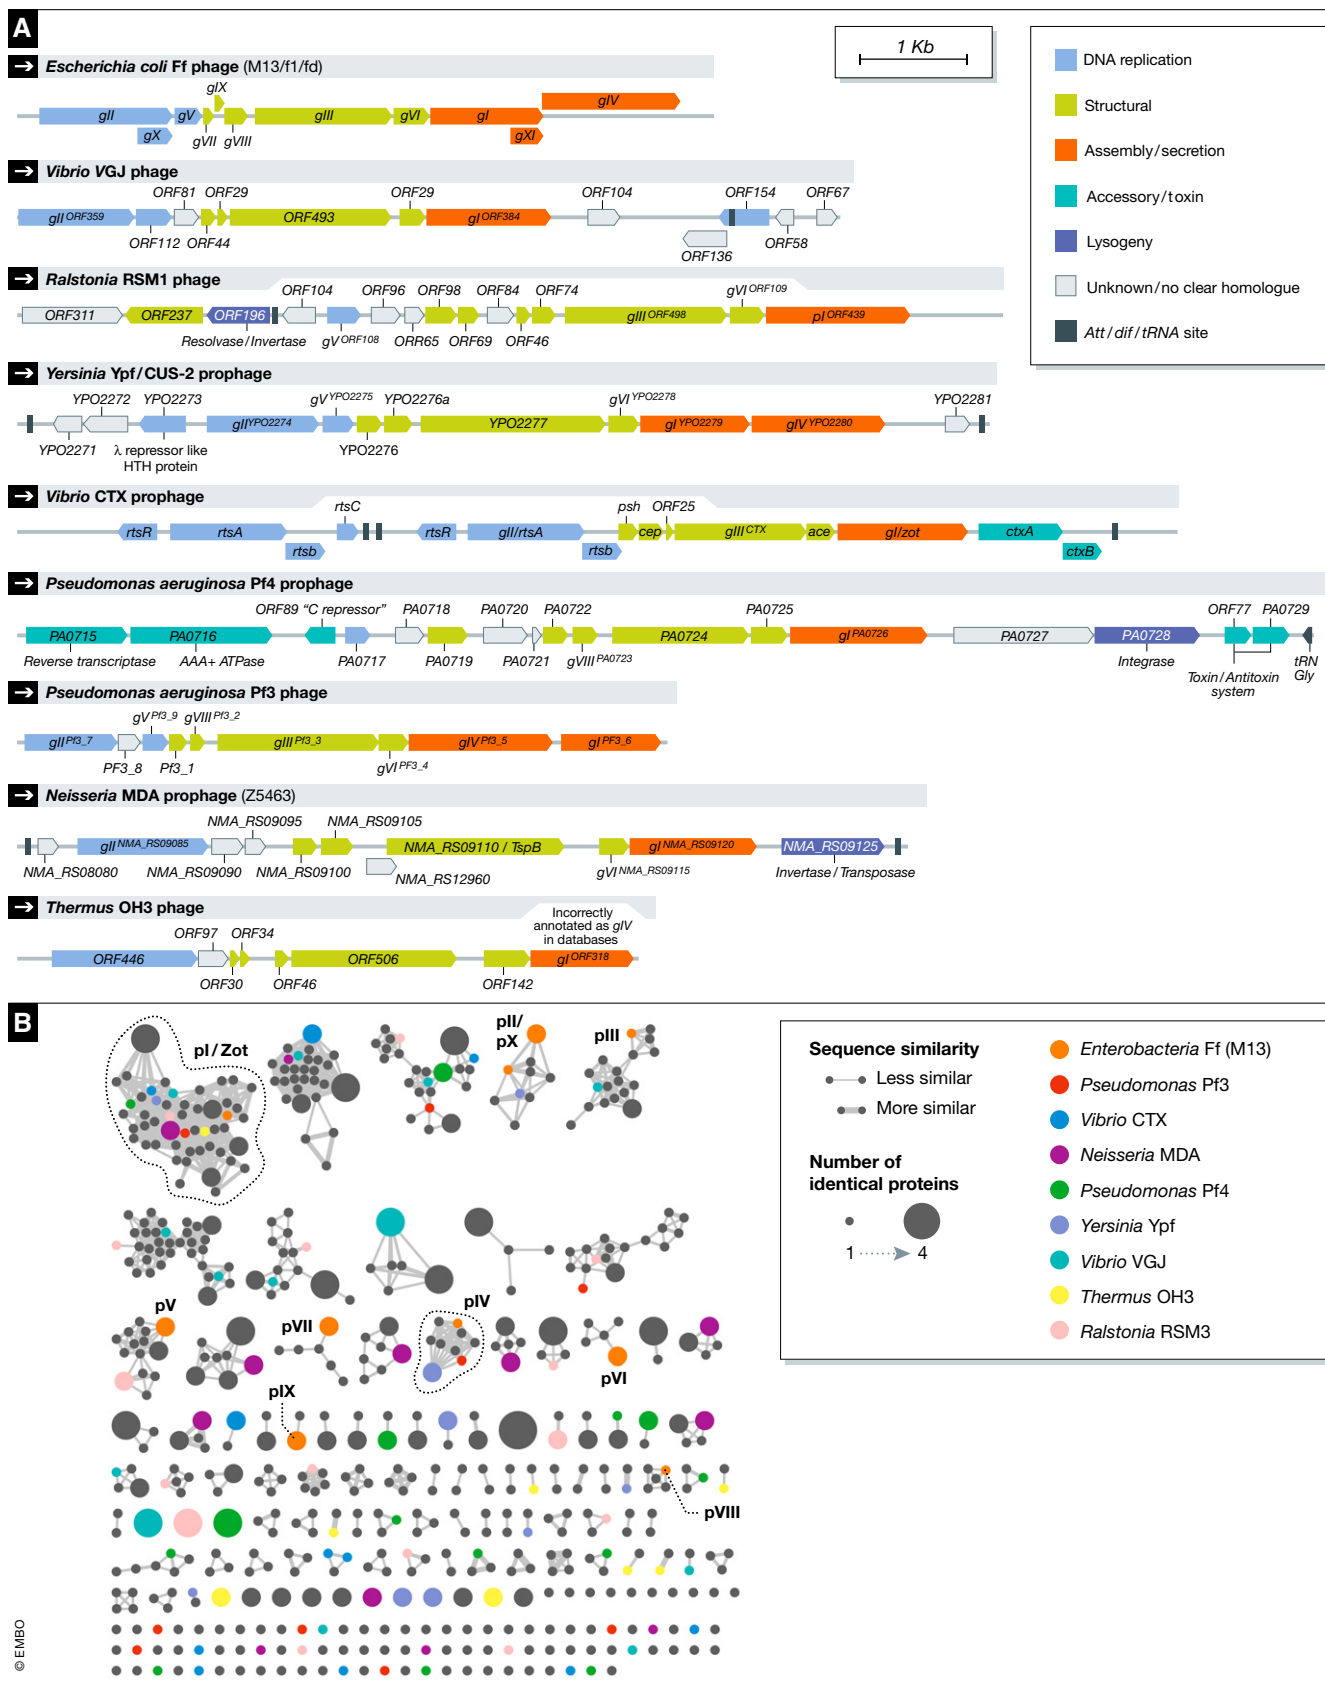 A
1 Kb
DNA replication
Structural
Assembly/secretion
Accessory/toxin
Lysogeny
Unknown/no clear homologue
Att/dif/tRNA site
→ Escherichia coli Ff phage (M13/f1/fd)
gIX
gIV
gII gV gIII gVI gI
gX gVII gVIII gXI
→ Vibrio VGJ phage
ORF81 ORF29 ORF29 ORF104 ORF154 ORF67
gII ORF359 ORF493 gI ORF384
ORF112 ORF44 ORF136 ORF58
→ Ralstonia RSM1 phage
ORF104 ORF96 ORF98 ORF84 ORF74 gVI ORF109
ORF311 ORF237 ORF196 gIII ORF498 pI ORF439
Resolvase/Invertase gV ORF108 ORR65 ORF69 ORF46
→ Yersinia Ypf/CUS-2 prophage
YPO2272 YPO2273 gV YPO2275 YPO2276a gVI YPO2278 YPO2281
gII YPO2274 YPO2277 gI YPO2279 gIV YPO2280
YPO2271 λ repressor like YPO2276
HTH protein
→ Vibrio CTX prophage
rtsC psh ORF25
rtsR rtsA rtsR gII/rtsA cep gIII CTX ace gI/zot ctxA
rtsb rtsb ctxB
→ Pseudomonas aeruginosa Pf4 prophage
ORF89 “C repressor” PA0718 PA0720 PA0722 PA0725 ORF77 PA0729
PA0715 PA0716 PA0724 gI PA0726 PA0727 PA0728
Reverse transcriptase AAA+ ATPase PA0717 PA0719 PA0721 gVIII PA0723 Integrase Toxin/Antitoxin tRN
system Gly
→ Pseudomonas aeruginosa Pf3 phage
gV Pf3_9 gVIII Pf3_2
gII Pf3_7 gIII Pf3_3 gIV Pf3_5 gI PF3_6
PF3_8 Pf3_1 gVI PF3_4
→ Neisseria MDA prophage (Z5463)
NMA_RS09095 NMA_RS09105
gII NMA_RS09085 NMA_RS09110 / TspB gI NMA_RS09120 NMA_RS09125
NMA_RS08080 NMA_RS09090 NMA_RS09100 NMA_RS12960 gVI NMA_RS09115 Invertase/Transposase
→ Thermus OH3 phage
Incorrectly
annotated as gIV
in databases
ORF97 ORF34
ORF446 ORF506 gI ORF318
ORF30 ORF46 ORF142
B
pI/Zot
pII/
pX
pIII
pV
pVII
pIV
pVI
pIX
pVIII
Sequence similarity
Less similar
More similar
Number of
identical proteins
1 4
Enterobacteria Ff (M13)
Pseudomonas Pf3
Vibrio CTX
Neisseria MDA
Pseudomonas Pf4
Yersinia Ypf
Vibrio VGJ
Thermus OH3
Ralstonia RSM3
© EMBO